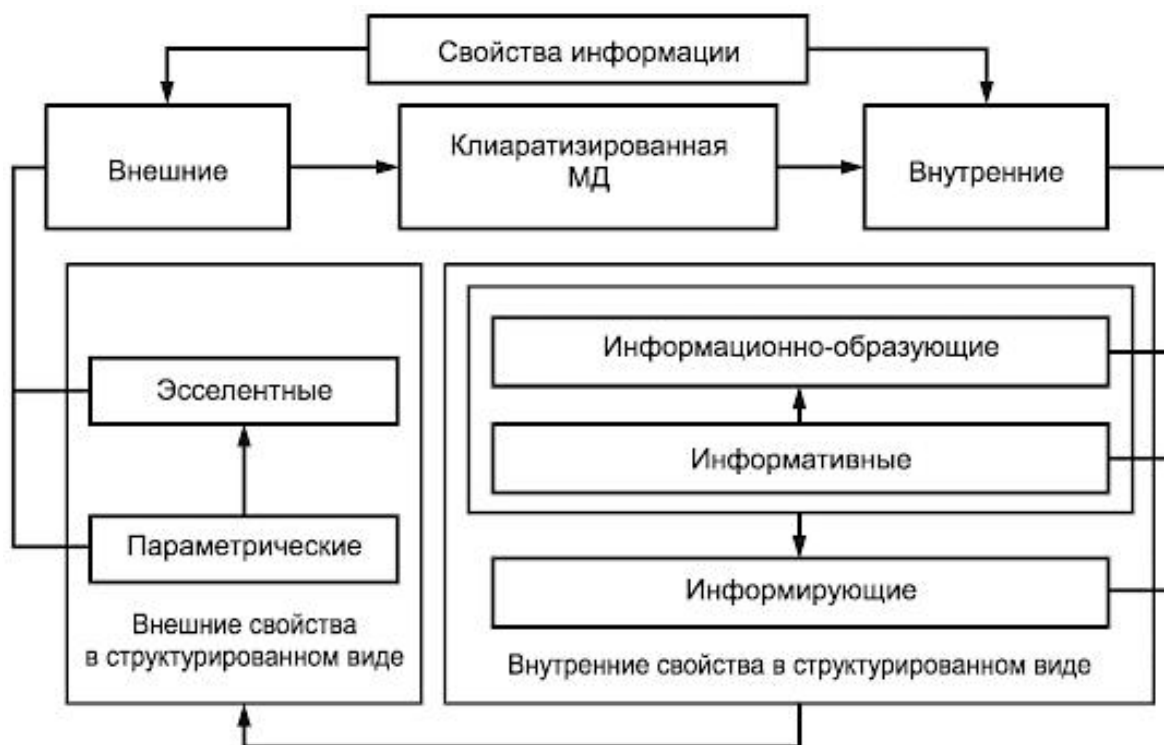 Свойства информации
Внешние
Клиаратизированная
МД
Внутренние
Эсселентные
Параметрические
Внешние свойства
в структурированном виде
Информационно-образующие
Информативные
Информирующие
Внутренние свойства в структурированном виде